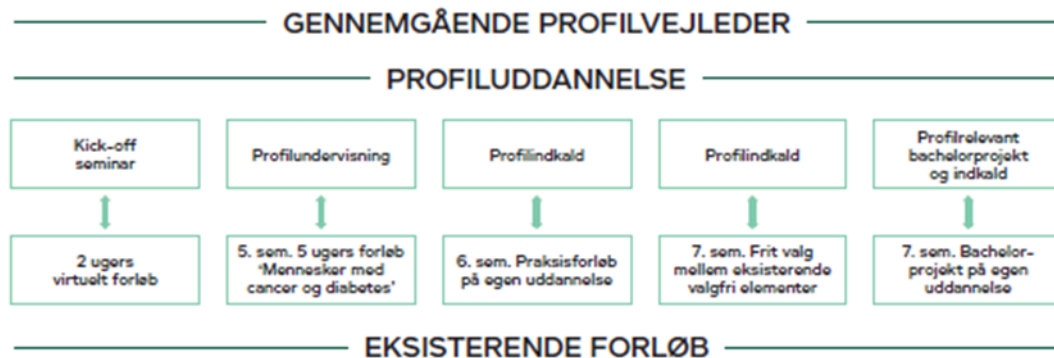 GENNEMGÅENDE PROFILVEJLEDER
PROFILUDDANNELSE
Kick-off
seminar
Profilundervisning
Profilindkald
Profilindkald
Profilrelevant
bachelorprojekt
og indkald
2 ugers
virtuelt forløb
5. sem. 5 ugers forløb
"Mennesker med
cancer og diabetes"
6. sem. Praksisforløb
på egen uddannelse
7. sem. Frit valg
mellem eksisterende
valgfri elementer
7. sem. Bachelor-
projekt på egen
uddannelse
EKSISTERENDE FORLØB